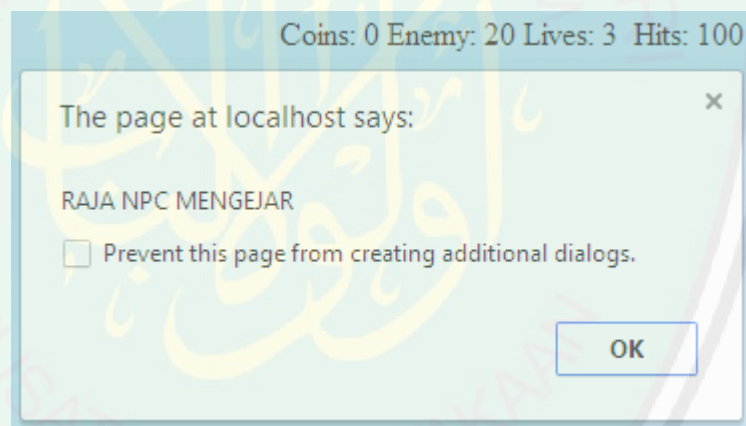 Coins: 0 Enemy: 20 Lives: 3 Hits: 100
The page at localhost says:
RAJA NPC MENGEJAR
Prevent this page from creating additional dialogs.
OK